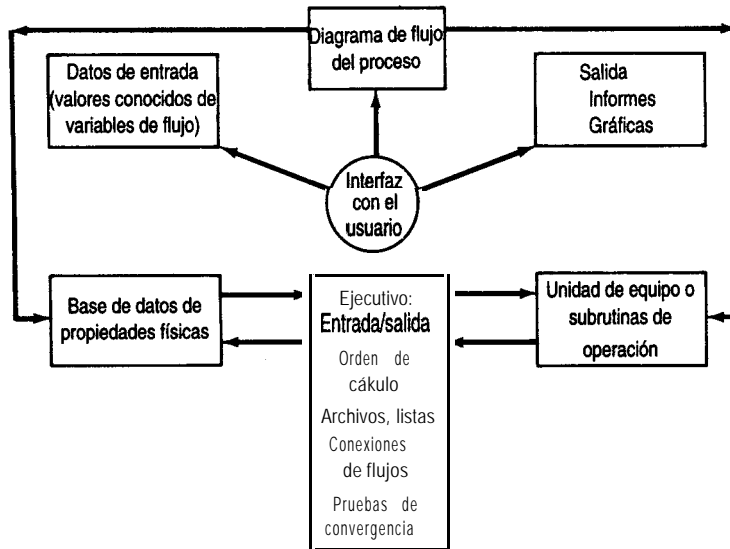 Diagrama de flujo
del proceso
Datos de entrada
(valores conocidos de
variables de flujo)
Salida
Informes
Gráficas
Interfaz
con el
usuario
Base de datos de
propiedades físicas
Ejecutivo:
Entrada/salida
Orden de
cákulo
Archivos, listas
Conexiones
de flujos
Pruebas de
convergencia
Unidad de equipo o
subrutinas de
operación